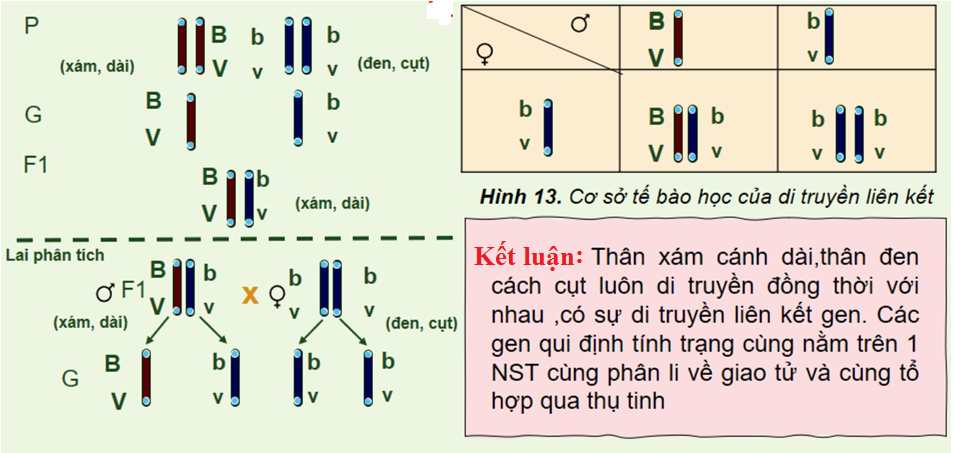 P
B b b
V v v
(xám, dài) (đen, cụt)
G
B b
V v
F1
B b
V v
(xám, dài)
Lai phân tích
♂ F1 B b x ♀ b b
V v v v
(xám, dài) (đen, cụt)
G
B b b b
V v v v
♂ B b
♀ V v
b B b b b
v V v v v
Hình 13. Cơ sở tế bào học của di truyền liên kết
Kết luận: Thân xám cánh dài,thân đen
cách cụt luôn di truyền đồng thời với
nhau ,có sự di truyền liên kết gen. Các
gen qui định tính trạng cùng nằm trên 1
NST cùng phân li về giao tử và cùng tổ
hợp qua thụ tinh